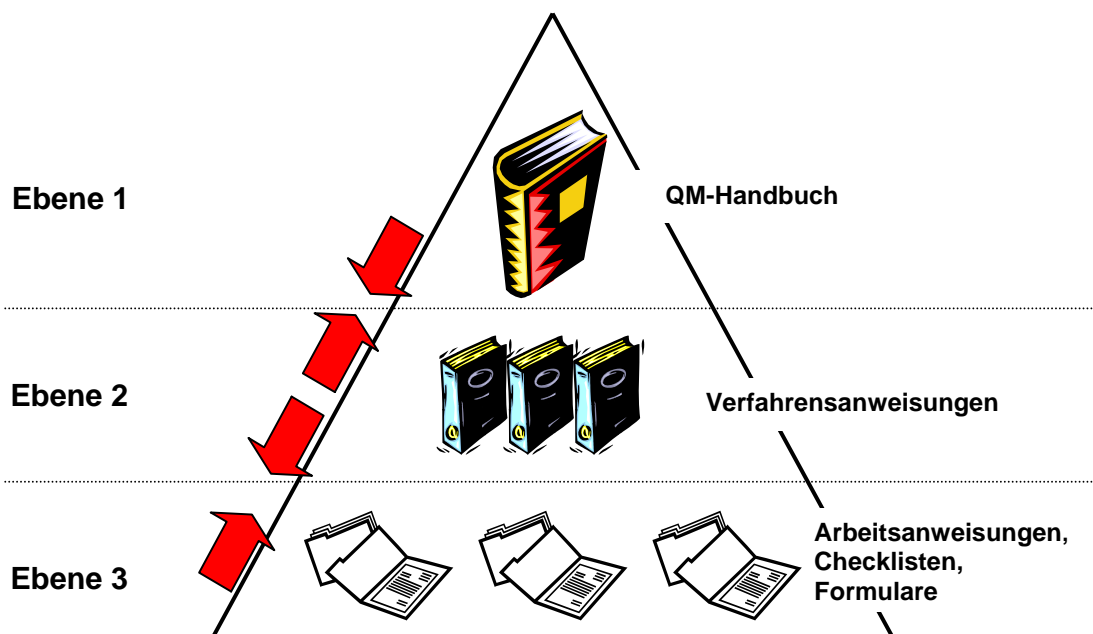 Ebene 1
QM-Handbuch
Ebene 2
Verfahrensanweisungen
Ebene 3
Arbeitsanweisungen,
Checklisten,
Formulare